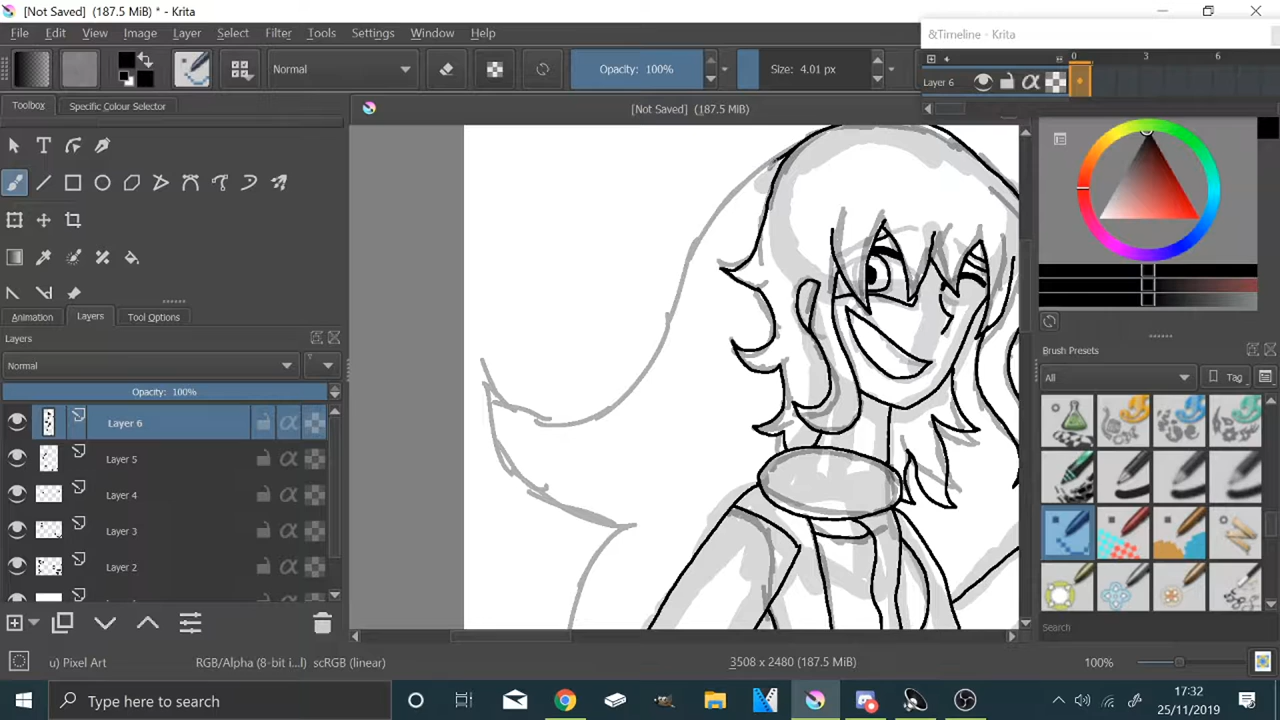 [Not Saved] (187.5 MiB) * - Krita
File Edit View Image Layer Select Filter Tools Settings Window Help
&Timeline - Krita
0 3 6
Layer 6
Normal
Opacity: 100%
Size: 4.01 px
Toolbox
Specific Colour Selector
[Not Saved] (187.5 MiB)
Animation
Layers
Tool Options
Layers
Normal
Opacity: 100%
Layer 6
Layer 5
Layer 4
Layer 3
Layer 2
Brush Presets
All
Tag
Search
u) Pixel Art
RGB/Alpha (8-bit i...l) scRGB (linear)
3508 x 2480 (187.5 MiB)
100%
Type here to search
17:32
25/11/2019